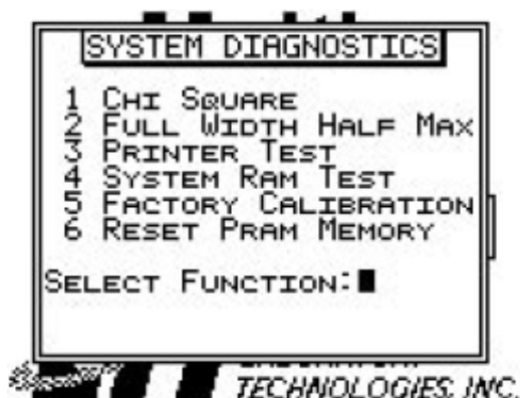 SYSTEM DIAGNOSTICS
1 CHI SQUARE
2 FULL WIDTH HALF MAX
3 PRINTER TEST
4 SYSTEM RAM TEST
5 FACTORY CALIBRATION
6 RESET PRAM MEMORY
SELECT FUNCTION:
TECHNOLOGIES, INC.